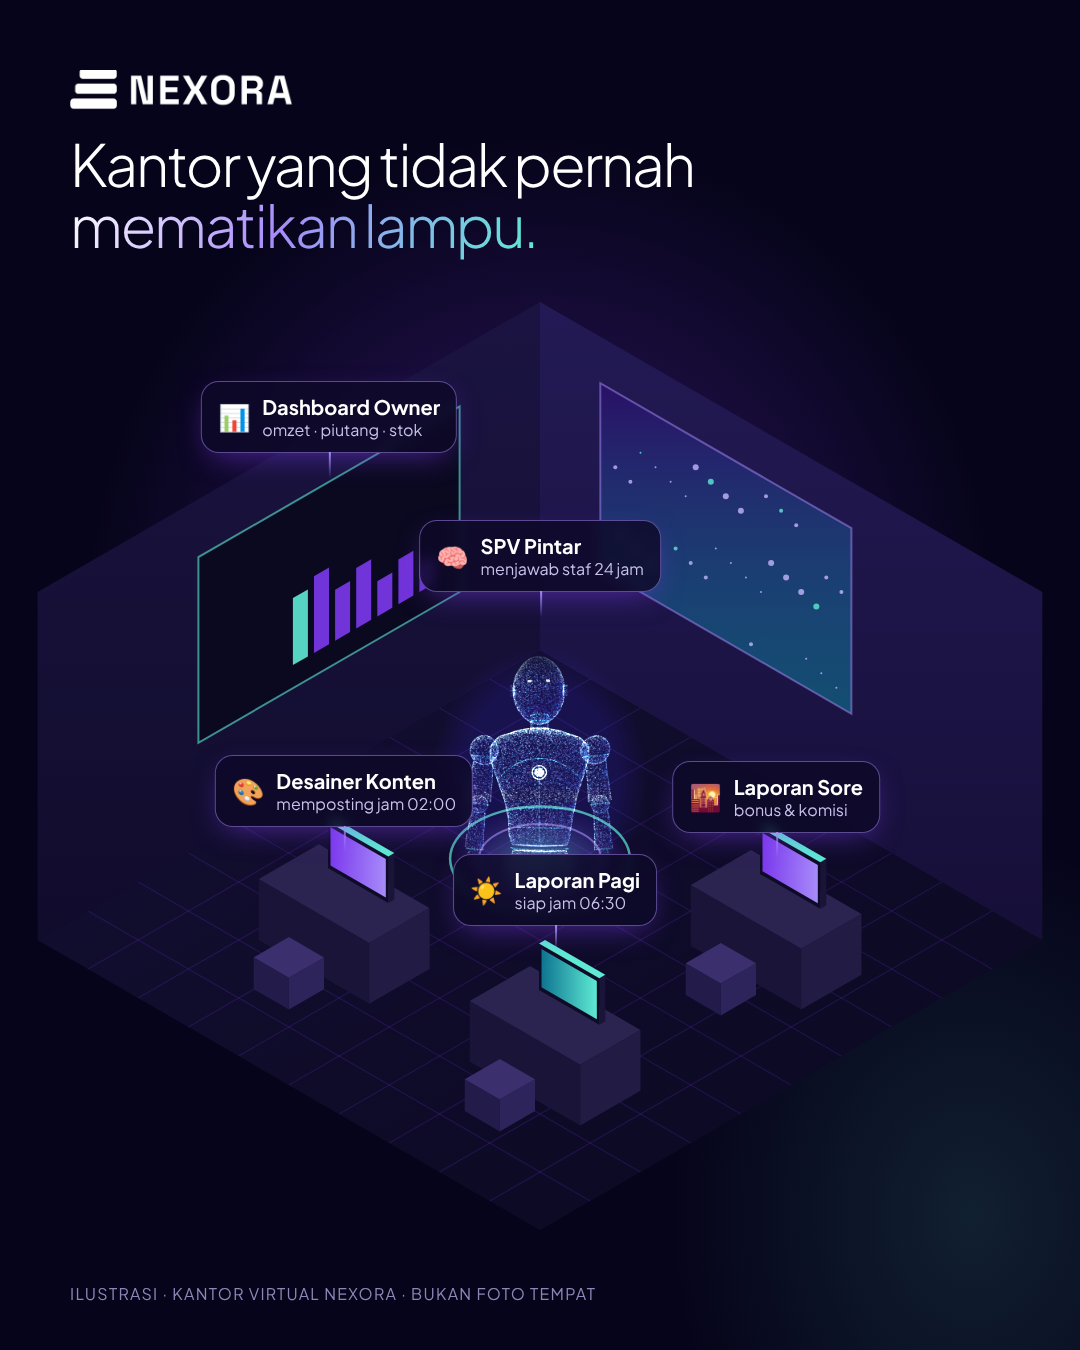 NEXORA
Kantor yang tidak pernah
mematikan lampu.
Dashboard Owner
omzet · piutang · stok
SPV Pintar
menjawab staf 24 jam
Desainer Konten
memposting jam 02:00
Laporan Sore
bonus & komisi
Laporan Pagi
siap jam 06:30
ILUSTRASI · KANTOR VIRTUAL NEXORA · BUKAN FOTO TEMPAT